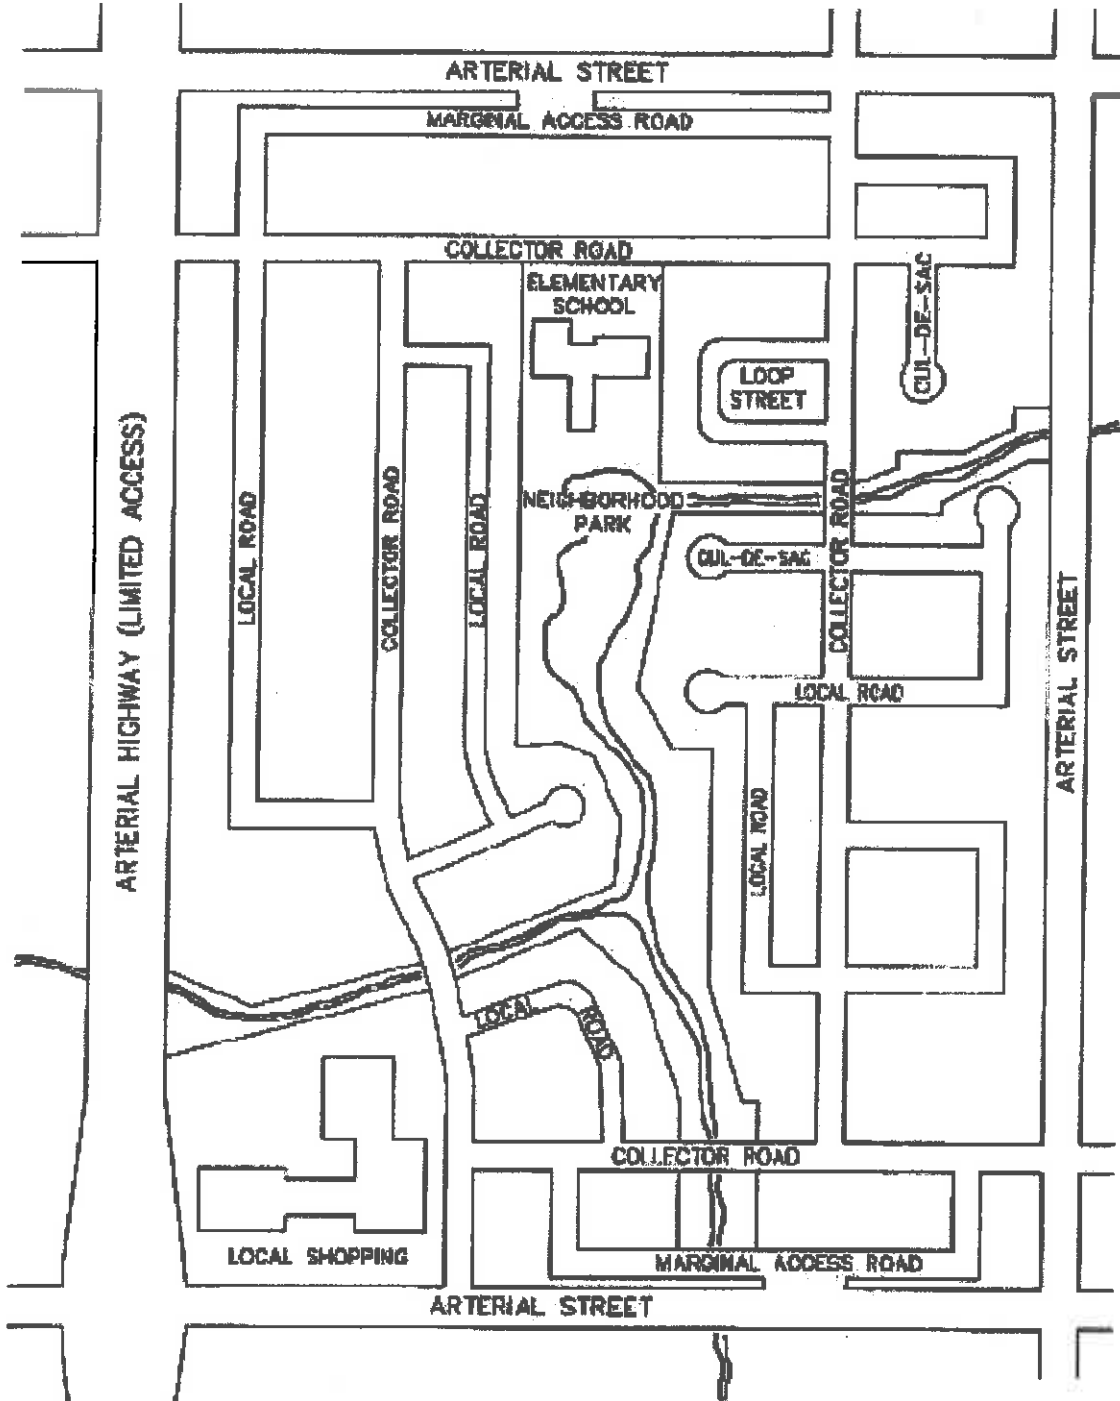 ARTERIAL STREET
MARGINAL ACCESS ROAD
COLLECTOR ROAD
ELEMENTARY
SCHOOL
CUL-DE-SAC
LOOP
STREET
ARTERIAL HIGHWAY (LIMITED ACCESS)
LOCAL ROAD
COLLECTOR ROAD
LOCAL ROAD
NEIGHBORHOOD
PARK
CUL-DE-SAC
COLLECTOR ROAD
ARTERIAL STREET
LOCAL ROAD
LOCAL ROAD
LOCAL ROAD
COLLECTOR ROAD
LOCAL SHOPPING
MARGINAL ACCESS ROAD
ARTERIAL STREET